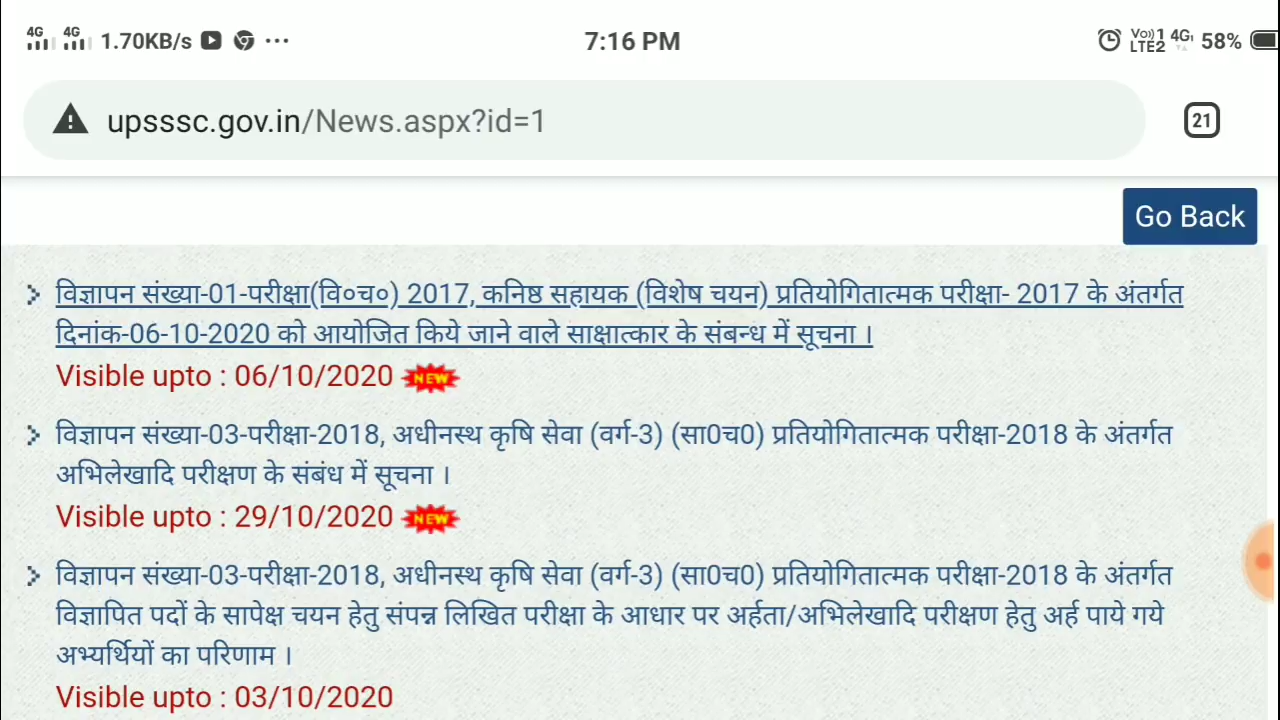 4G 4G 1.70KB/s ... 7:16 PM Vo))1 LTE2 4G 58%
upsssc.gov.in/News.aspx?id=1 21
Go Back
विज्ञापन संख्या-01-परीक्षा(वि०च०) 2017, कनिष्ठ सहायक (विशेष चयन) प्रतियोगितात्मक परीक्षा- 2017 के अंतर्गत
दिनांक-06-10-2020 को आयोजित किये जाने वाले साक्षात्कार के संबन्ध में सूचना ।
Visible upto : 06/10/2020 NEW
विज्ञापन संख्या-03-परीक्षा-2018, अधीनस्थ कृषि सेवा (वर्ग-3) (सा0च0) प्रतियोगितात्मक परीक्षा-2018 के अंतर्गत
अभिलेखादि परीक्षण के संबंध में सूचना ।
Visible upto : 29/10/2020 NEW
विज्ञापन संख्या-03-परीक्षा-2018, अधीनस्थ कृषि सेवा (वर्ग-3) (सा0च0) प्रतियोगितात्मक परीक्षा-2018 के अंतर्गत
विज्ञापित पदों के सापेक्ष चयन हेतु संपन्न लिखित परीक्षा के आधार पर अर्हता/अभिलेखादि परीक्षण हेतु अर्ह पाये गये
अभ्यर्थियों का परिणाम ।
Visible upto : 03/10/2020